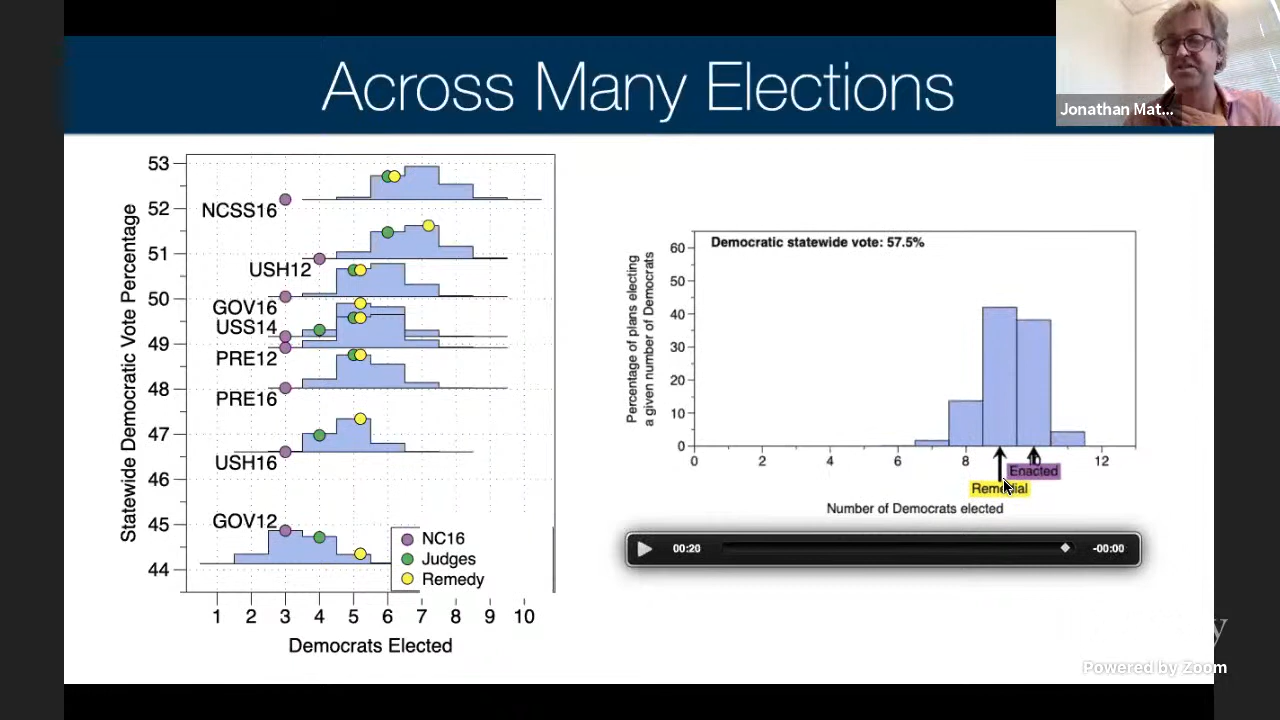 Across Many Elections
Jonathan Mat...
Statewide Democratic Vote Percentage
53
52
51
50
49
48
47
46
45
44
NCSS16
USH12
GOV16
USS14
PRE12
PRE16
USH16
GOV12
NC16
Judges
Remedy
1 2 3 4 5 6 7 8 9 10
Democrats Elected
Democratic statewide vote: 57.5%
Percentage of plans electing
a given number of Democrats
60
50
40
30
20
10
0
0 2 4 6 8 10 12
Enacted
Remedial
Number of Democrats elected
00:20
-00:00
y
Powered by Zoom